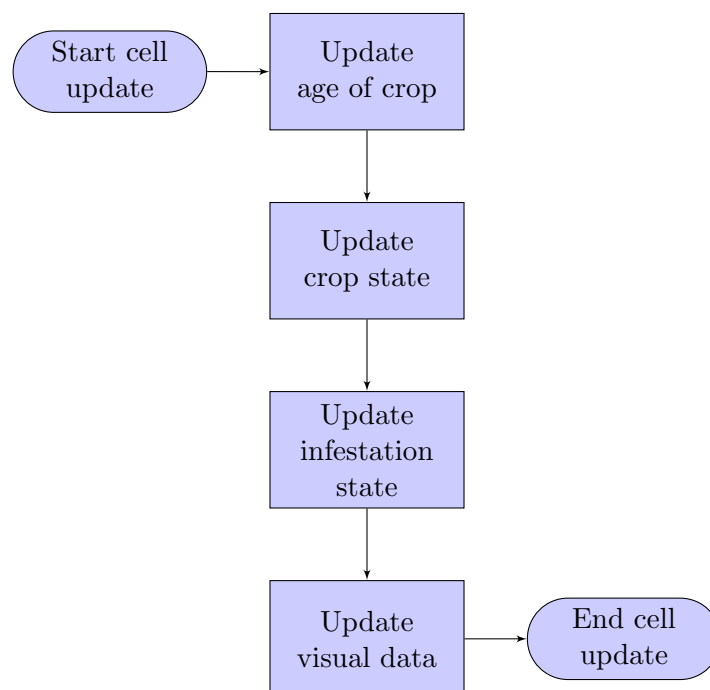 Start cell
update
Update
age of crop
Update
crop state
Update
infestation
state
Update
visual data
End cell
update